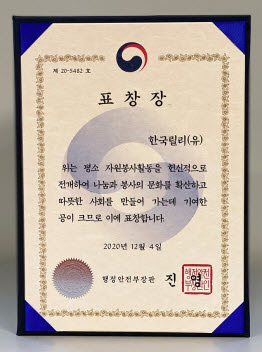 제 20-5482 호
표창장
한국릴리(유)
위는 평소 자원봉사활동을 헌신적으로
전개하여 나눔과 봉사의 문화를 확산하고
따뜻한 사회를 만들어 가는데 기여한
공이 크므로 이에 표창합니다.
2020년 12월 4일
행정안전부장관 진영